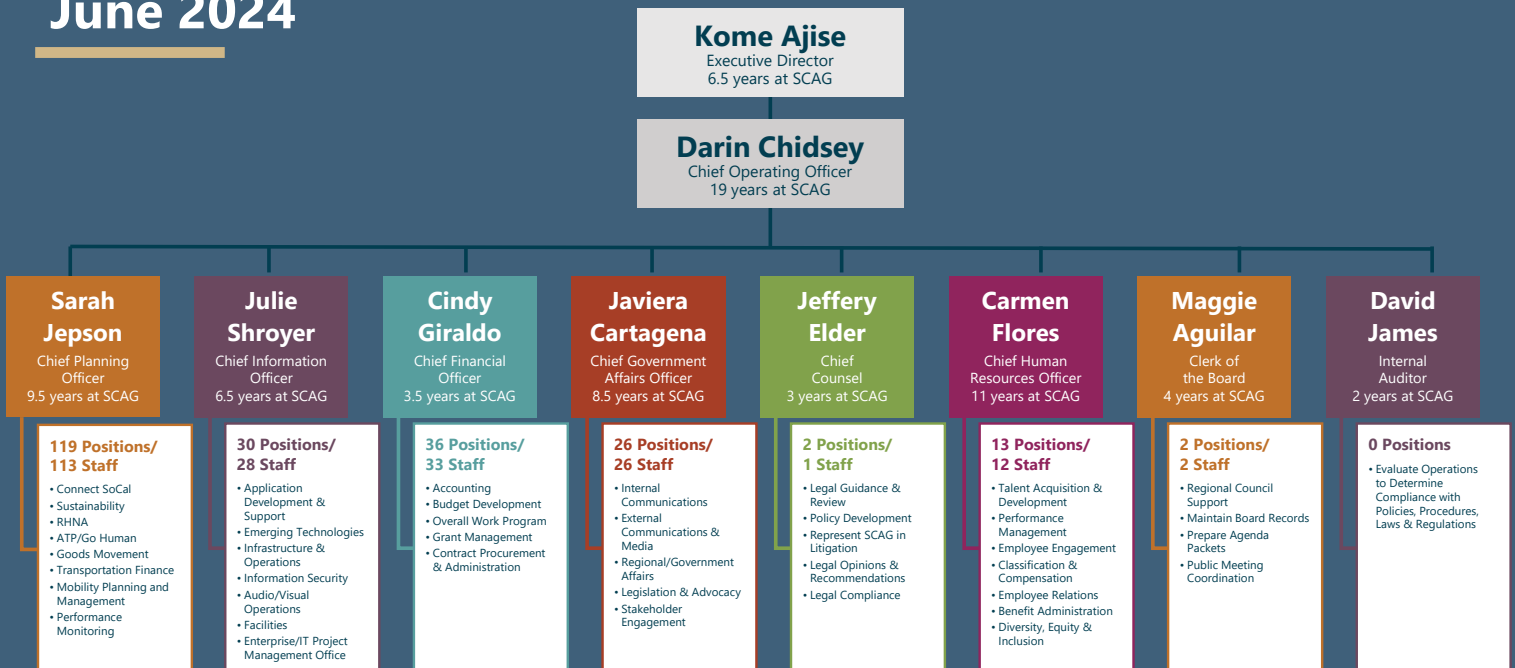 June 2024
Kome Ajise
Executive Director
6.5 years at SCAG
Darin Chidsey
Chief Operating Officer
19 years at SCAG
Sarah
Jepson
Chief Planning
Officer
9.5 years at SCAG
119 Positions/
113 Staff
• Connect SoCal
• Sustainability
• RHNA
• ATP/Go Human
• Goods Movement
• Transportation Finance
• Mobility Planning and
Management
• Performance
Monitoring
Julie
Shroyer
Chief Information
Officer
6.5 years at SCAG
30 Positions/
28 Staff
• Application
Development &
Support
• Emerging Technologies
• Infrastructure &
Operations
• Information Security
• Audio/Visual
Operations
• Facilities
• Enterprise/IT Project
Management Office
Cindy
Giraldo
Chief Financial
Officer
3.5 years at SCAG
36 Positions/
33 Staff
• Accounting
• Budget Development
• Overall Work Program
• Grant Management
• Contract Procurement
& Administration
Javiera
Cartagena
Chief Government
Affairs Officer
8.5 years at SCAG
26 Positions/
26 Staff
• Internal
Communications
• External
Communications &
Media
• Regional/Government
Affairs
• Legislation & Advocacy
• Stakeholder
Engagement
Jeffery
Elder
Chief
Counsel
3 years at SCAG
2 Positions/
1 Staff
• Legal Guidance &
Review
• Policy Development
• Represent SCAG in
Litigation
• Legal Opinions &
Recommendations
• Legal Compliance
Carmen
Flores
Chief Human
Resources Officer
11 years at SCAG
13 Positions/
12 Staff
• Talent Acquisition &
Development
• Performance
Management
• Employee Engagement
• Classification &
Compensation
• Employee Relations
• Benefit Administration
• Diversity, Equity &
Inclusion
Maggie
Aguilar
Clerk of
the Board
4 years at SCAG
2 Positions/
2 Staff
• Regional Council
Support
• Maintain Board Records
• Prepare Agenda
Packets
• Public Meeting
Coordination
David
James
Internal
Auditor
2 years at SCAG
0 Positions
• Evaluate Operations
to Determine
Compliance with
Policies, Procedures,
Laws & Regulations